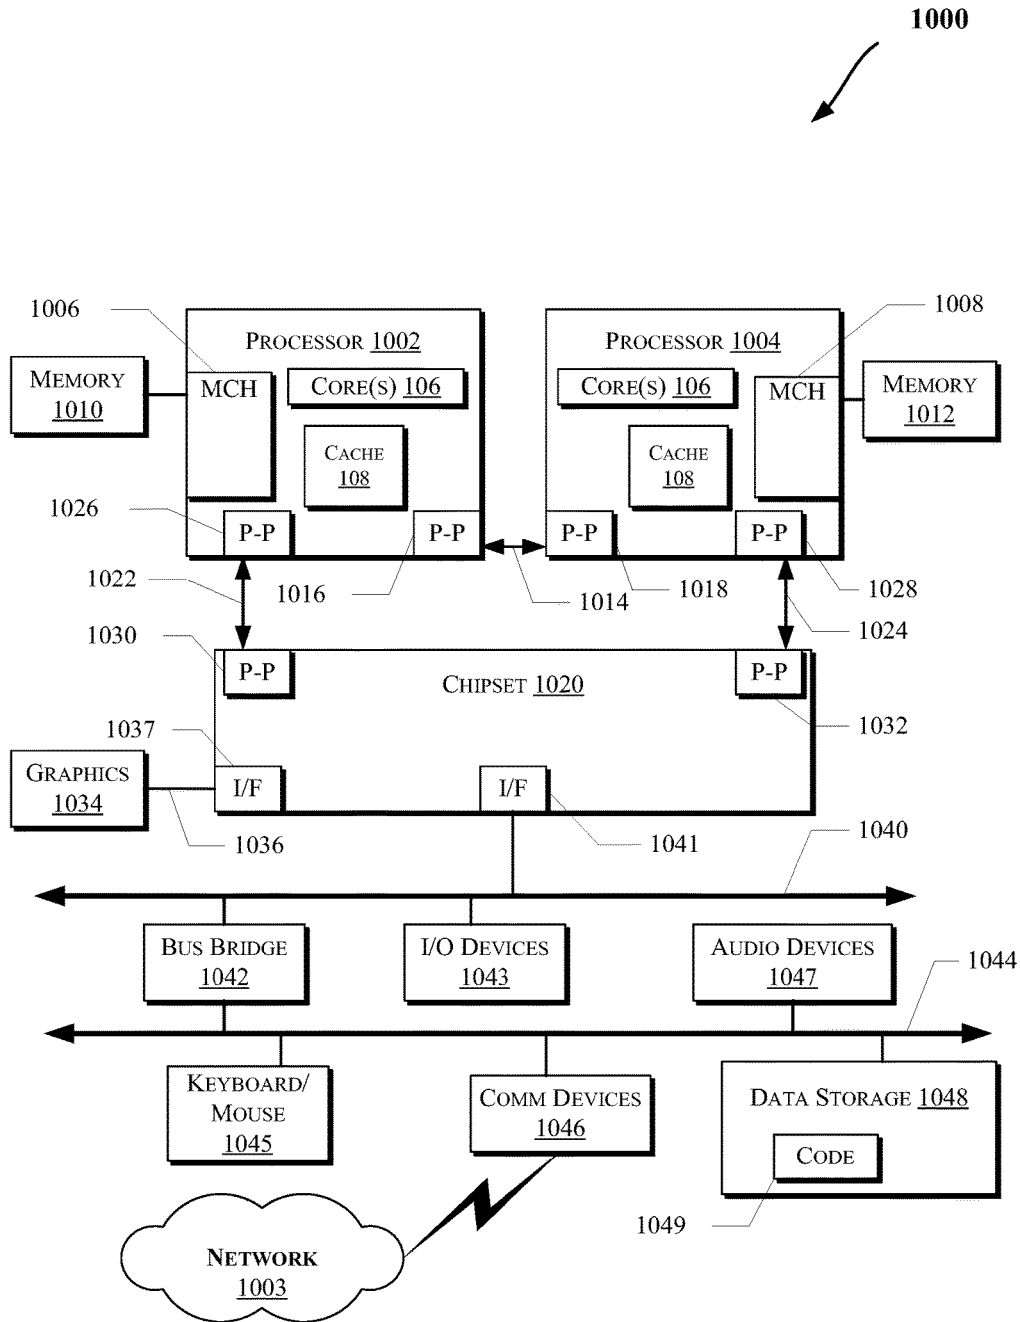 1000
1006
1008
PROCESSOR 1002
PROCESSOR 1004
MEMORY
1010
MCH
CORE(S) 106
CORE(S) 106
MCH
MEMORY
1012
CACHE
108
CACHE
108
1026
P-P
P-P
P-P
P-P
1022
1016
1014
1018
1028
1030
1024
P-P
CHIPSET 1020
P-P
1037
1032
GRAPHICS
1034
I/F
I/F
1036
1041
1040
BUS BRIDGE
1042
I/O DEVICES
1043
AUDIO DEVICES
1047
1044
KEYBOARD/
MOUSE
1045
COMM DEVICES
1046
DATA STORAGE 1048
CODE
1049
NETWORK
1003